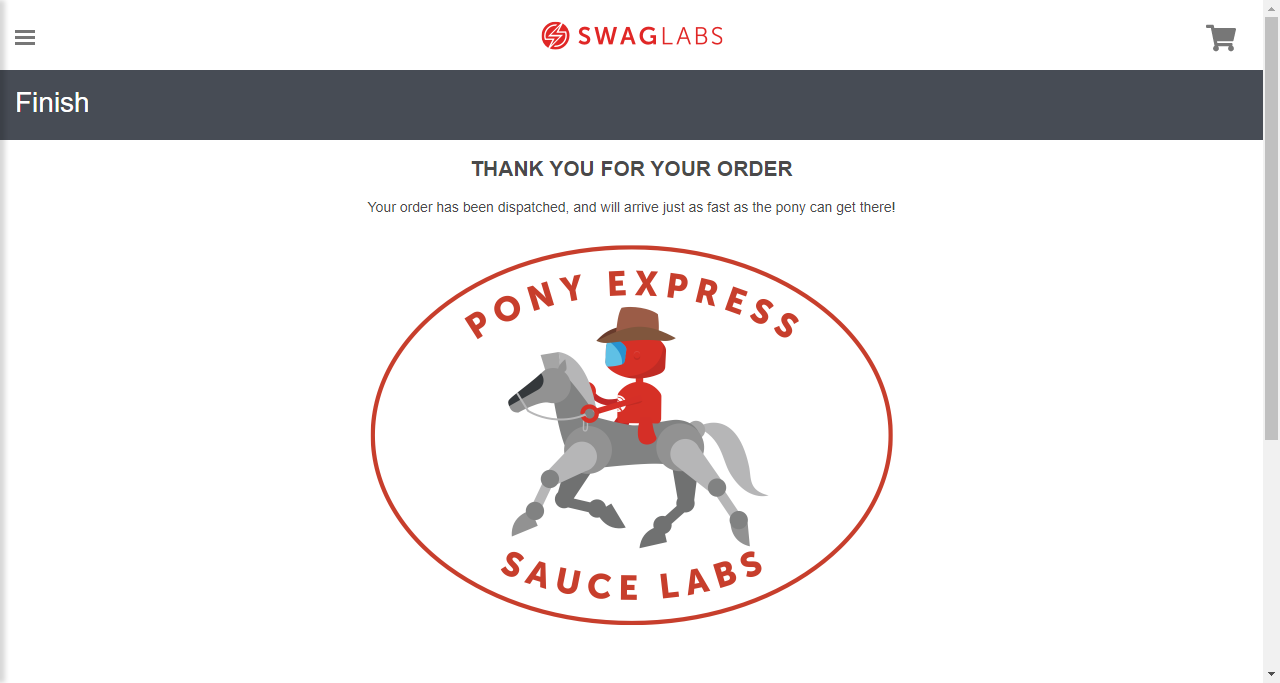 SWAGLABS
Finish
THANK YOU FOR YOUR ORDER
Your order has been dispatched, and will arrive just as fast as the pony can get there!
PONY EXPRESS
SAUCE LABS